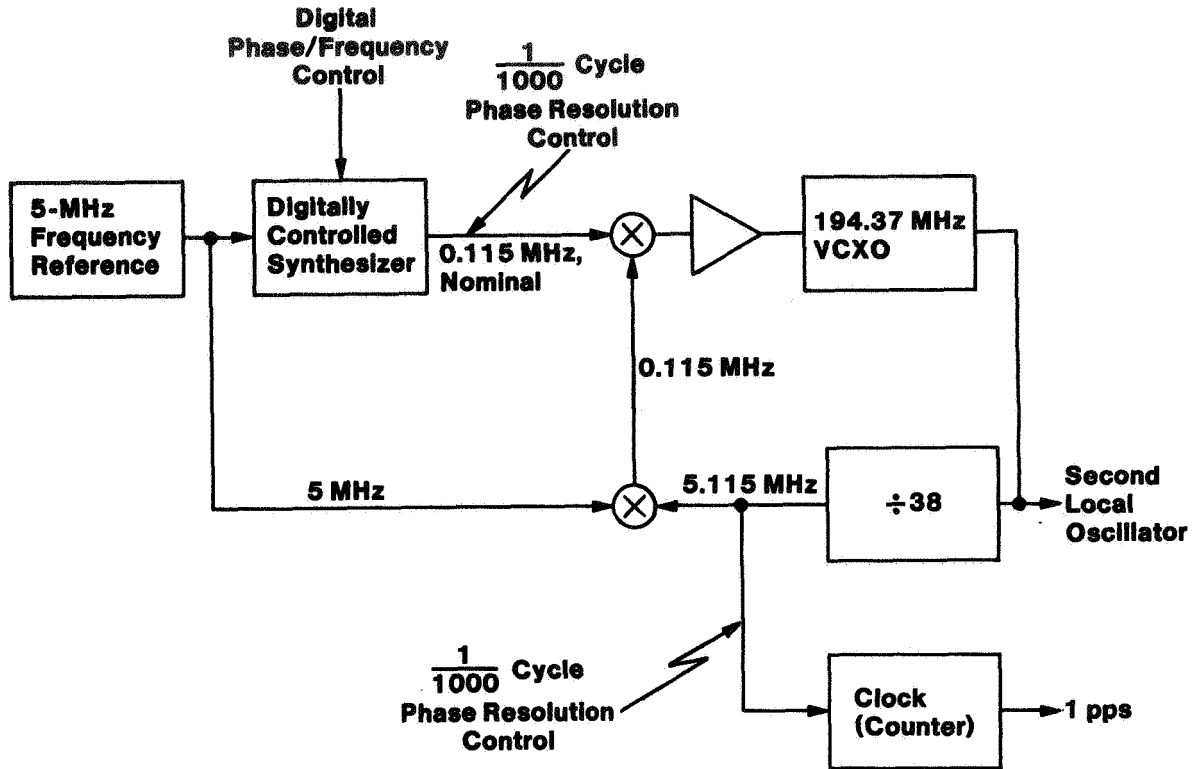 Digital
Phase/Frequency
Control
1
1000 Cycle
Phase Resolution
Control
5-MHz
Frequency
Reference
Digitally
Controlled
Synthesizer
0.115 MHz,
Nominal
194.37 MHz
VCXO
0.115 MHz
5 MHz
5.115 MHz
÷38
Second
Local
Oscillator
1
1000 Cycle
Phase Resolution
Control
Clock
(Counter)
1 pps